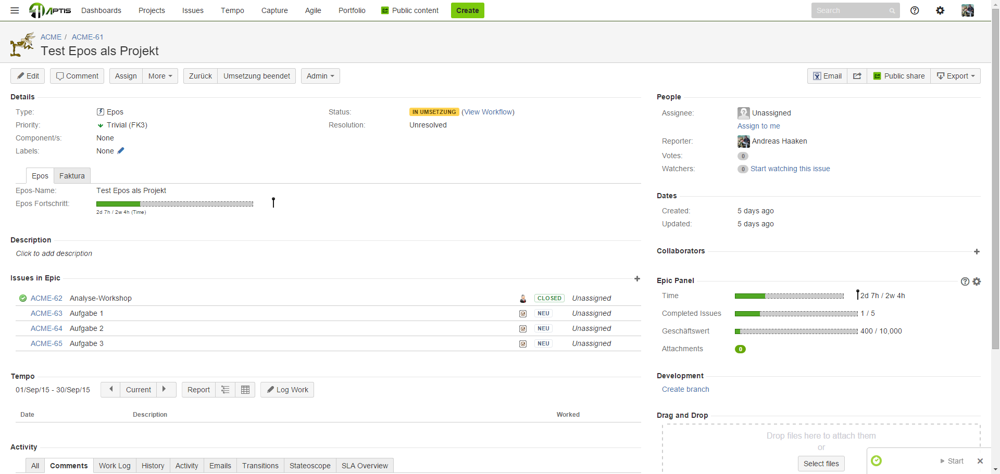 APTIS Dashboards Projects Issues Tempo Capture Agile Portfolio Public content Create Search
ACME / ACME-61
Test Epos als Projekt
Edit Comment Assign More Zurück Umsetzung beendet Admin Email Public share Export
Details
Type: Epos Status: IN UMSETZUNG (View Workflow)
Priority: Trivial (FK3) Resolution: Unresolved
Component/s: None
Labels: None
Epos Faktura
Epos-Name: Test Epos als Projekt
Epos Fortschritt:
2d 7h / 2w 4h (Time)
Description
Click to add description
Issues in Epic
ACME-62 Analyse-Workshop CLOSED Unassigned
ACME-63 Aufgabe 1 NEU Unassigned
ACME-64 Aufgabe 2 NEU Unassigned
ACME-65 Aufgabe 3 NEU Unassigned
Tempo
01/Sep/15 - 30/Sep/15 Current Report Log Work
Date Description Worked
Activity
All Comments Work Log History Activity Emails Transitions Stateoscope SLA Overview
People
Assignee: Unassigned
Assign to me
Reporter: Andreas Haaken
Votes: 0
Watchers: 0 Start watching this issue
Dates
Created: 5 days ago
Updated: 5 days ago
Collaborators
Epic Panel
Time 2d 7h / 2w 4h
Completed Issues 1 / 5
Geschäftswert 400 / 10,000
Attachments 0
Development
Create branch
Drag and Drop
Drop files here to attach them
or
Select files
Start